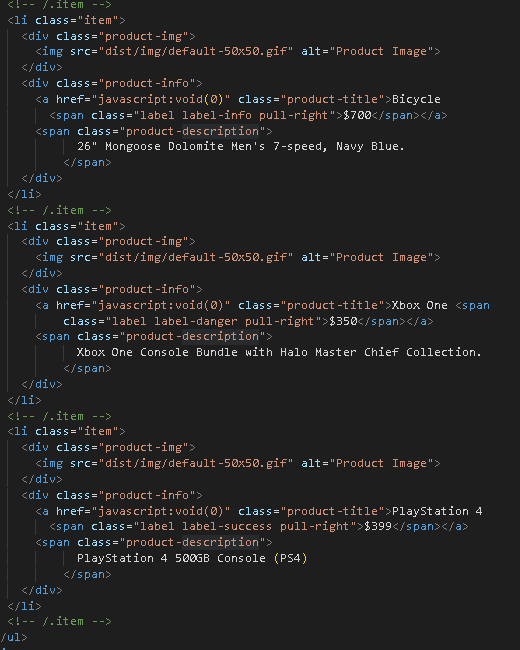 <!-- /.item -->
<li class="item">
<div class="product-img">
<img src="dist/img/default-50x50.gif" alt="Product Image">
</div>
<div class="product-info">
<a href="javascript:void(0)" class="product-title">Bicycle
<span class="label label-info pull-right">$700</span></a>
<span class="product-description">
26" Mongoose Dolomite Men's 7-speed, Navy Blue.
</span>
</div>
</li>
<!-- /.item -->
<li class="item">
<div class="product-img">
<img src="dist/img/default-50x50.gif" alt="Product Image">
</div>
<div class="product-info">
<a href="javascript:void(0)" class="product-title">Xbox One <span
class="label label-danger pull-right">$350</span></a>
<span class="product-description">
Xbox One Console Bundle with Halo Master Chief Collection.
</span>
</div>
</li>
<!-- /.item -->
<li class="item">
<div class="product-img">
<img src="dist/img/default-50x50.gif" alt="Product Image">
</div>
<div class="product-info">
<a href="javascript:void(0)" class="product-title">PlayStation 4
<span class="label label-success pull-right">$399</span></a>
<span class="product-description">
PlayStation 4 500GB Console (PS4)
</span>
</div>
</li>
<!-- /.item -->
/ul>